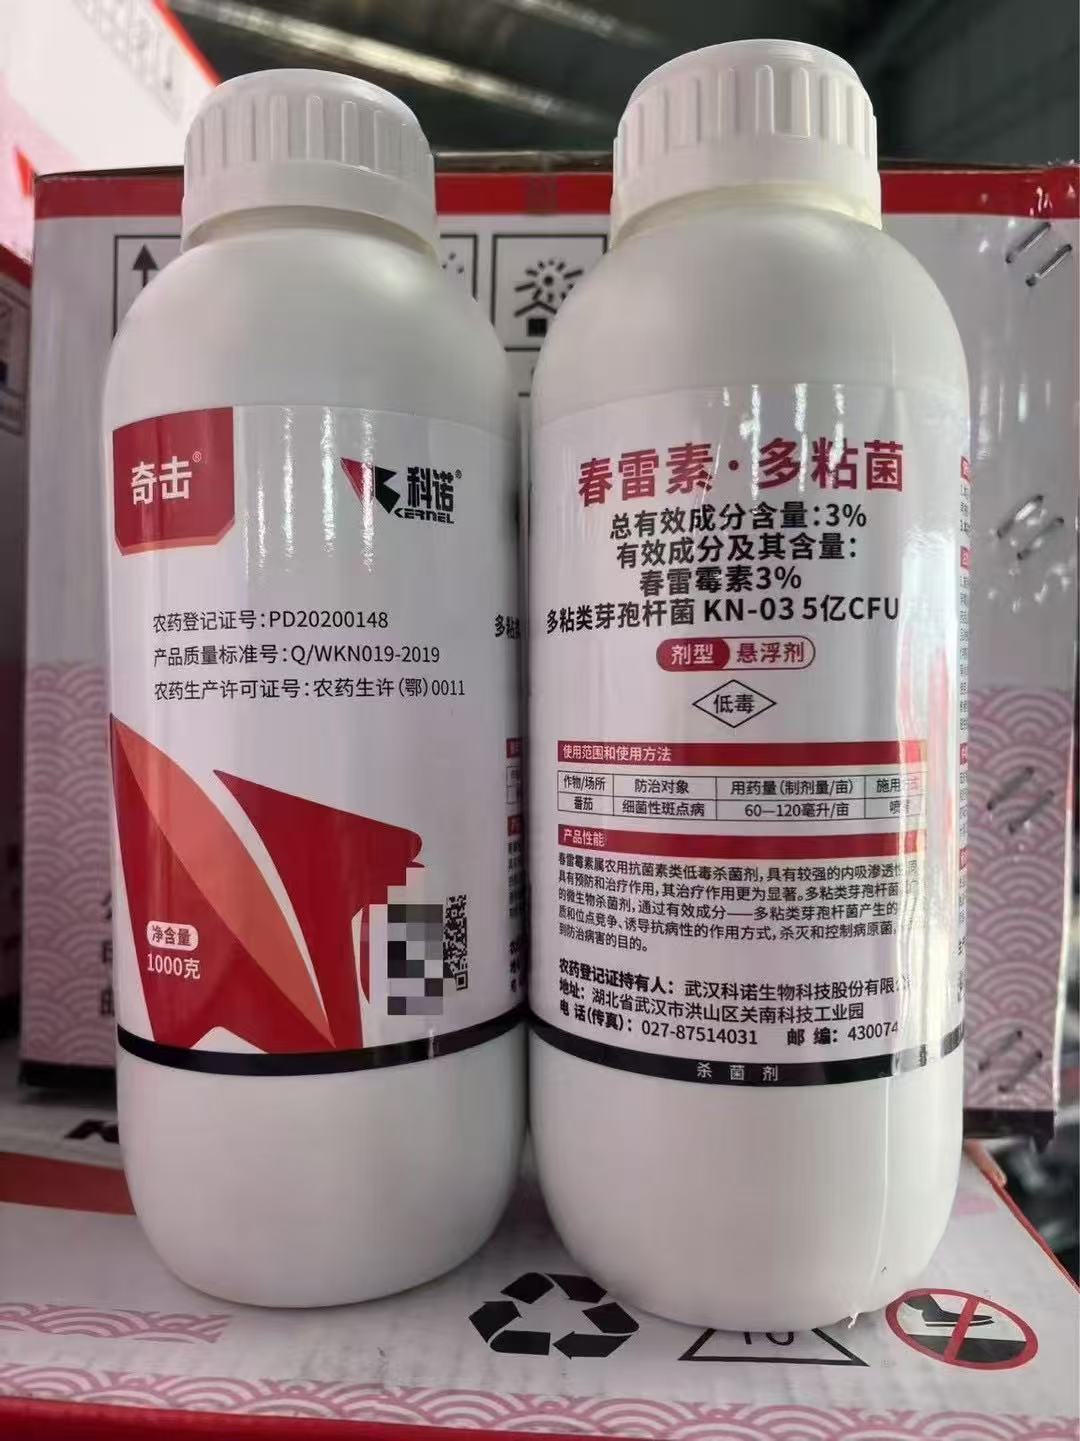 奇击®
科诺®
KERNEL
农药登记证号:PD20200148
产品质量标准号:Q/WKN019-2019
农药生产许可证号:农药生许(鄂)0011
净含量
1000克
春雷素·多粘菌
总有效成分含量:3%
有效成分及其含量:
春雷霉素3%
多粘类芽孢杆菌 KN-03 5亿CFU
剂型 悬浮剂
低毒
使用范围和使用方法
作物/场所 防治对象 用药量(制剂量/亩) 施用
番茄 细菌性斑点病 60—120毫升/亩 喷
产品性能
春雷霉素属农用抗菌素类低毒杀菌剂,具有较强的内吸渗透性
具有预防和治疗作用,其治疗作用更为显著。多粘类芽孢杆菌
的微生物杀菌剂,通过有效成分——多粘类芽孢杆菌产生的
质和位点竞争、诱导抗病性的作用方式,杀灭和控制病原菌,
到防治病害的目的。
农药登记证持有人:武汉科诺生物科技股份有限
地址:湖北省武汉市洪山区关南科技工业园
电话(传真):027-87514031 邮编:430074
杀菌剂